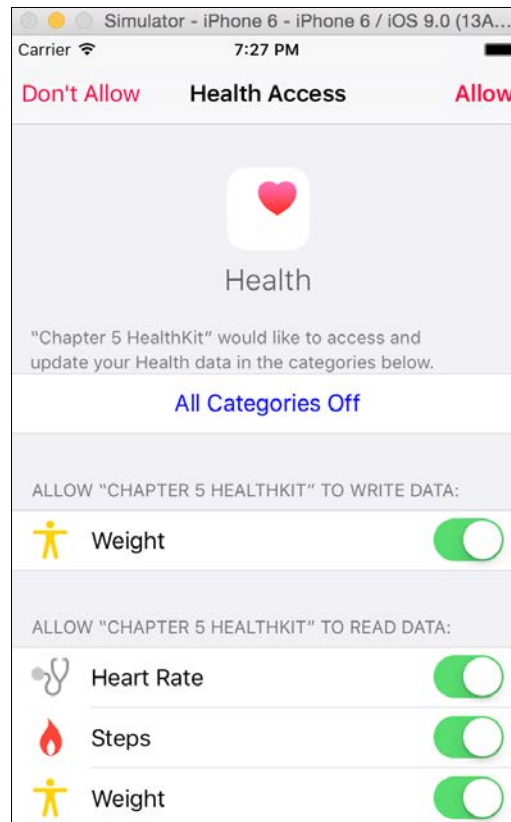 Simulator - iPhone 6 - iPhone 6 / iOS 9.0 (13A...
Carrier 7:27 PM
Don't Allow Health Access Allow
Health
"Chapter 5 HealthKit" would like to access and
update your Health data in the categories below.
All Categories Off
ALLOW "CHAPTER 5 HEALTHKIT" TO WRITE DATA:
Weight
ALLOW "CHAPTER 5 HEALTHKIT" TO READ DATA:
Heart Rate
Steps
Weight